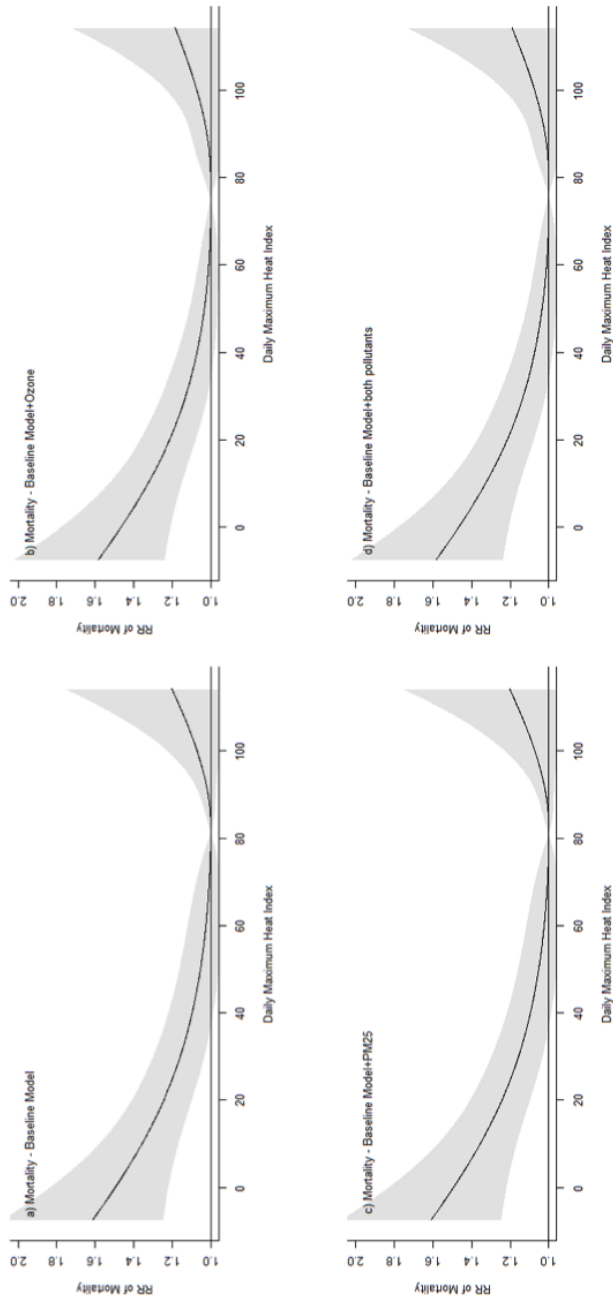 a) Mortality - Baseline Model
RR of Mortality
2.0
1.8
1.6
1.4
1.2
1.0
0 20 40 60 80 100
Daily Maximum Heat Index
b) Mortality - Baseline Model+Ozone
RR of Mortality
2.0
1.8
1.6
1.4
1.2
1.0
0 20 40 60 80 100
Daily Maximum Heat Index
c) Mortality - Baseline Model+PM25
RR of Mortality
2.0
1.8
1.6
1.4
1.2
1.0
0 20 40 60 80 100
Daily Maximum Heat Index
d) Mortality - Baseline Model+both pollutants
RR of Mortality
2.0
1.8
1.6
1.4
1.2
1.0
0 20 40 60 80 100
Daily Maximum Heat Index